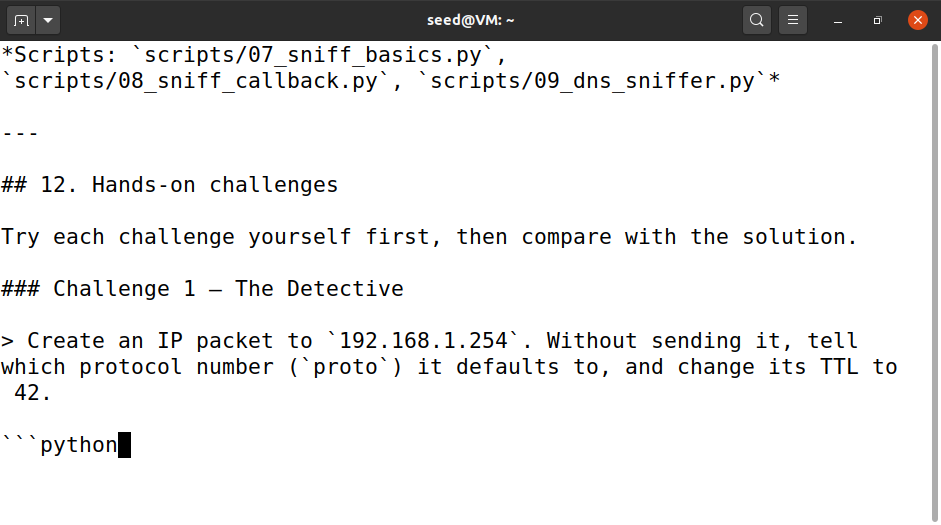 seed@VM: ~
*Scripts: `scripts/07_sniff_basics.py`,
`scripts/08_sniff_callback.py`, `scripts/09_dns_sniffer.py`*
---
## 12. Hands-on challenges
Try each challenge yourself first, then compare with the solution.
### Challenge 1 — The Detective
> Create an IP packet to `192.168.1.254`. Without sending it, tell
which protocol number (`proto`) it defaults to, and change its TTL to
 42.
```python